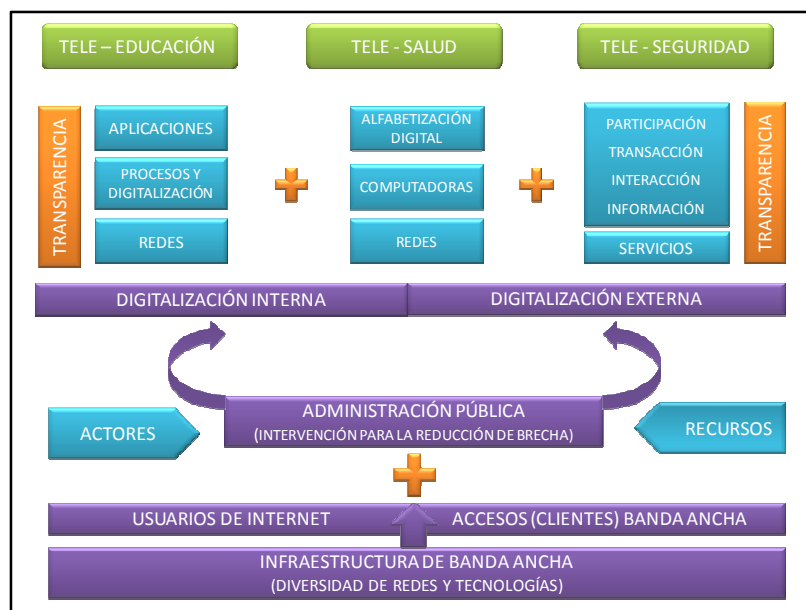 TELE – EDUCACIÓN
TELE - SALUD
TELE - SEGURIDAD
TRANSPARENCIA
APLICACIONES
PROCESOS Y
DIGITALIZACIÓN
REDES
ALFABETIZACIÓN
DIGITAL
COMPUTADORAS
REDES
PARTICIPACIÓN
TRANSACCIÓN
INTERACCIÓN
INFORMACIÓN
SERVICIOS
TRANSPARENCIA
DIGITALIZACIÓN INTERNA
DIGITALIZACIÓN EXTERNA
ACTORES
ADMINISTRACIÓN PÚBLICA
(INTERVENCIÓN PARA LA REDUCCIÓN DE BRECHA)
RECURSOS
USUARIOS DE INTERNET
ACCESOS (CLIENTES) BANDA ANCHA
INFRAESTRUCTURA DE BANDA ANCHA
(DIVERSIDAD DE REDES Y TECNOLOGÍAS)